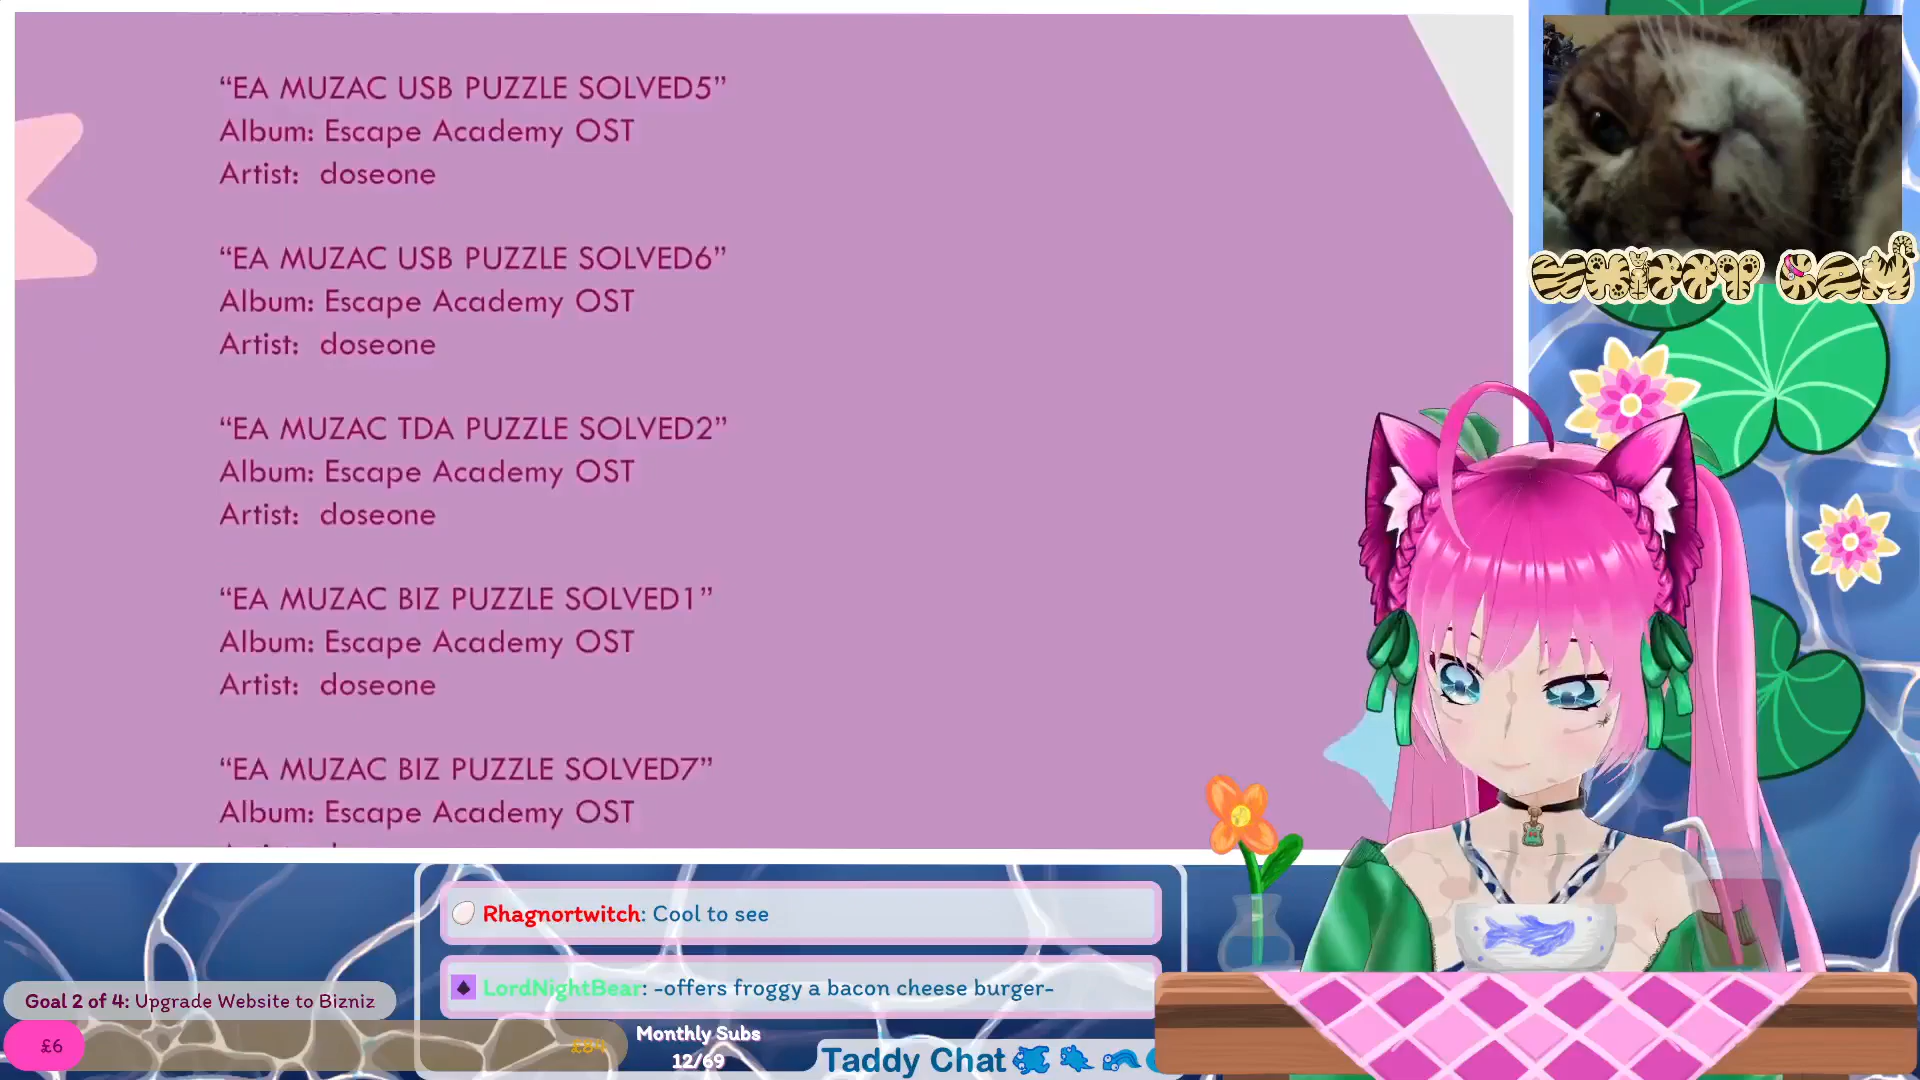 “EA MUZAC USB PUZZLE SOLVED5”
Album: Escape Academy OST
Artist: doseone
“EA MUZAC USB PUZZLE SOLVED6”
Album: Escape Academy OST
Artist: doseone
“EA MUZAC TDA PUZZLE SOLVED2”
Album: Escape Academy OST
Artist: doseone
“EA MUZAC BIZ PUZZLE SOLVED1”
Album: Escape Academy OST
Artist: doseone
“EA MUZAC BIZ PUZZLE SOLVED7”
Album: Escape Academy OST
Rhagnortwitch: Cool to see
LordNightBear: -offers froggy a bacon cheese burger-
Goal 2 of 4: Upgrade Website to Bizniz
£6
£84
Monthly Subs
12/69
Taddy Chat